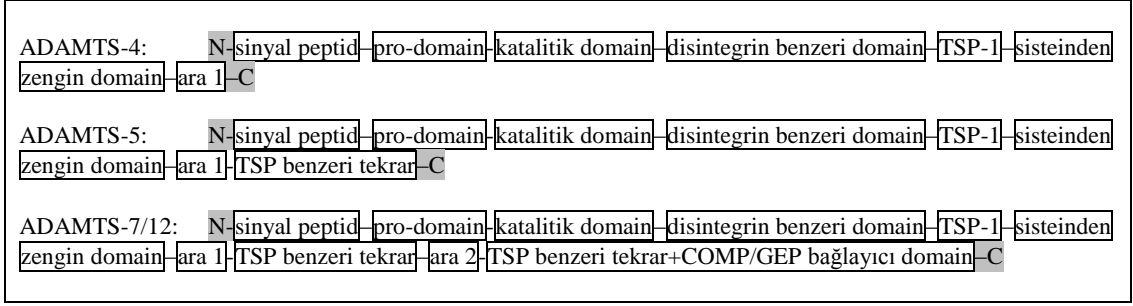 ADAMTS-4: N-sinyal peptid–pro-domain-katalitik domain–disintegrin benzeri domain–TSP-1–sisteinden
zengin domain–ara 1–C
ADAMTS-5: N-sinyal peptid–pro-domain-katalitik domain–disintegrin benzeri domain–TSP-1–sisteinden
zengin domain–ara 1-TSP benzeri tekrar–C
ADAMTS-7/12: N-sinyal peptid–pro-domain-katalitik domain–disintegrin benzeri domain–TSP-1–sisteinden
zengin domain–ara 1-TSP benzeri tekrar–ara 2-TSP benzeri tekrar+COMP/GEP bağlayıcı domain–C